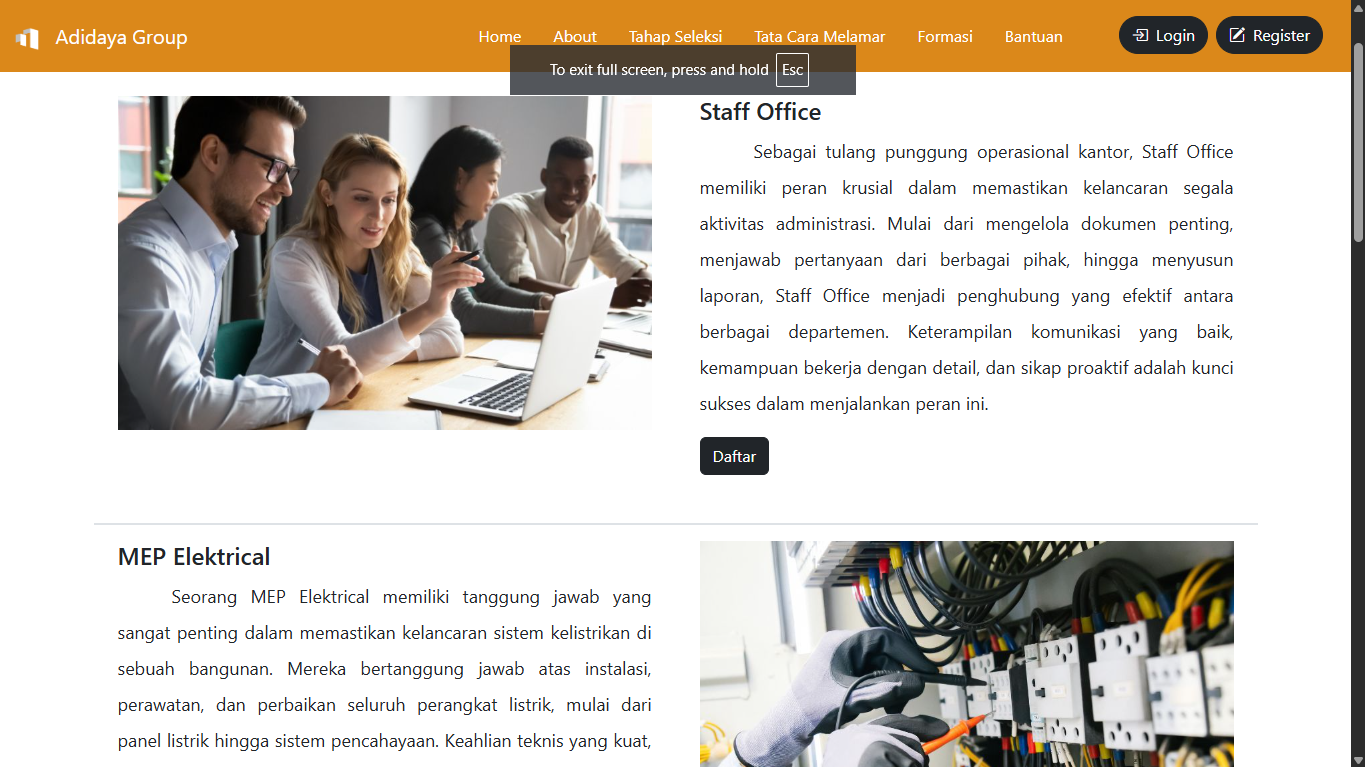 Adidaya Group
Home About Tahap Seleksi Tata Cara Melamar Formasi Bantuan Login Register
To exit full screen, press and hold Esc
Staff Office
Sebagai tulang punggung operasional kantor, Staff Office
memiliki peran krusial dalam memastikan kelancaran segala
aktivitas administrasi. Mulai dari mengelola dokumen penting,
menjawab pertanyaan dari berbagai pihak, hingga menyusun
laporan, Staff Office menjadi penghubung yang efektif antara
berbagai departemen. Keterampilan komunikasi yang baik,
kemampuan bekerja dengan detail, dan sikap proaktif adalah kunci
sukses dalam menjalankan peran ini.
Daftar
MEP Elektrical
Seorang MEP Elektrical memiliki tanggung jawab yang
sangat penting dalam memastikan kelancaran sistem kelistrikan di
sebuah bangunan. Mereka bertanggung jawab atas instalasi,
perawatan, dan perbaikan seluruh perangkat listrik, mulai dari
panel listrik hingga sistem pencahayaan. Keahlian teknis yang kuat,